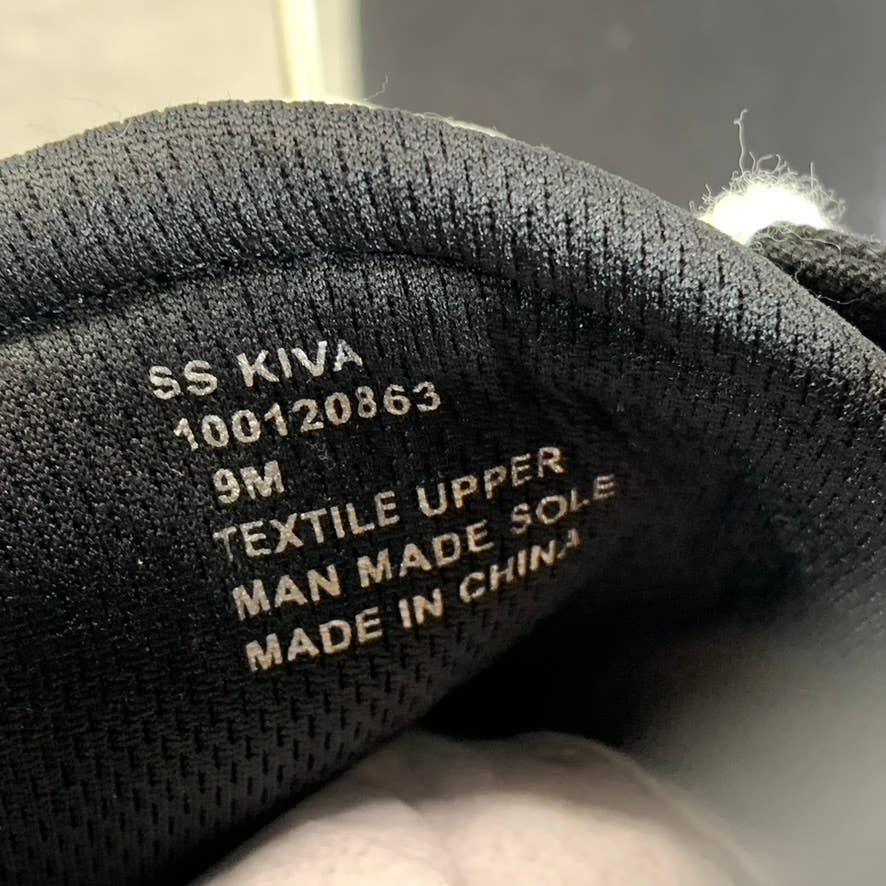 SS KIVA
100120863
9M
TEXTILE UPPER
MAN MADE SOLE
MADE IN CHINA